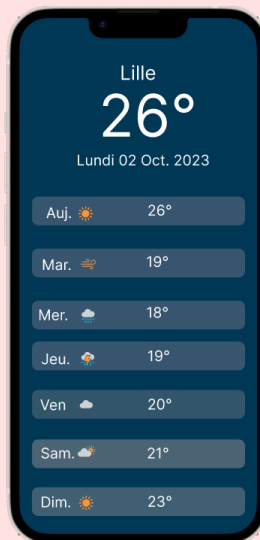 Lille
26°
Lundi 02 Oct. 2023
Auj. 26°
Mar. 19°
Mer. 18°
Jeu. 19°
Ven 20°
Sam. 21°
Dim. 23°